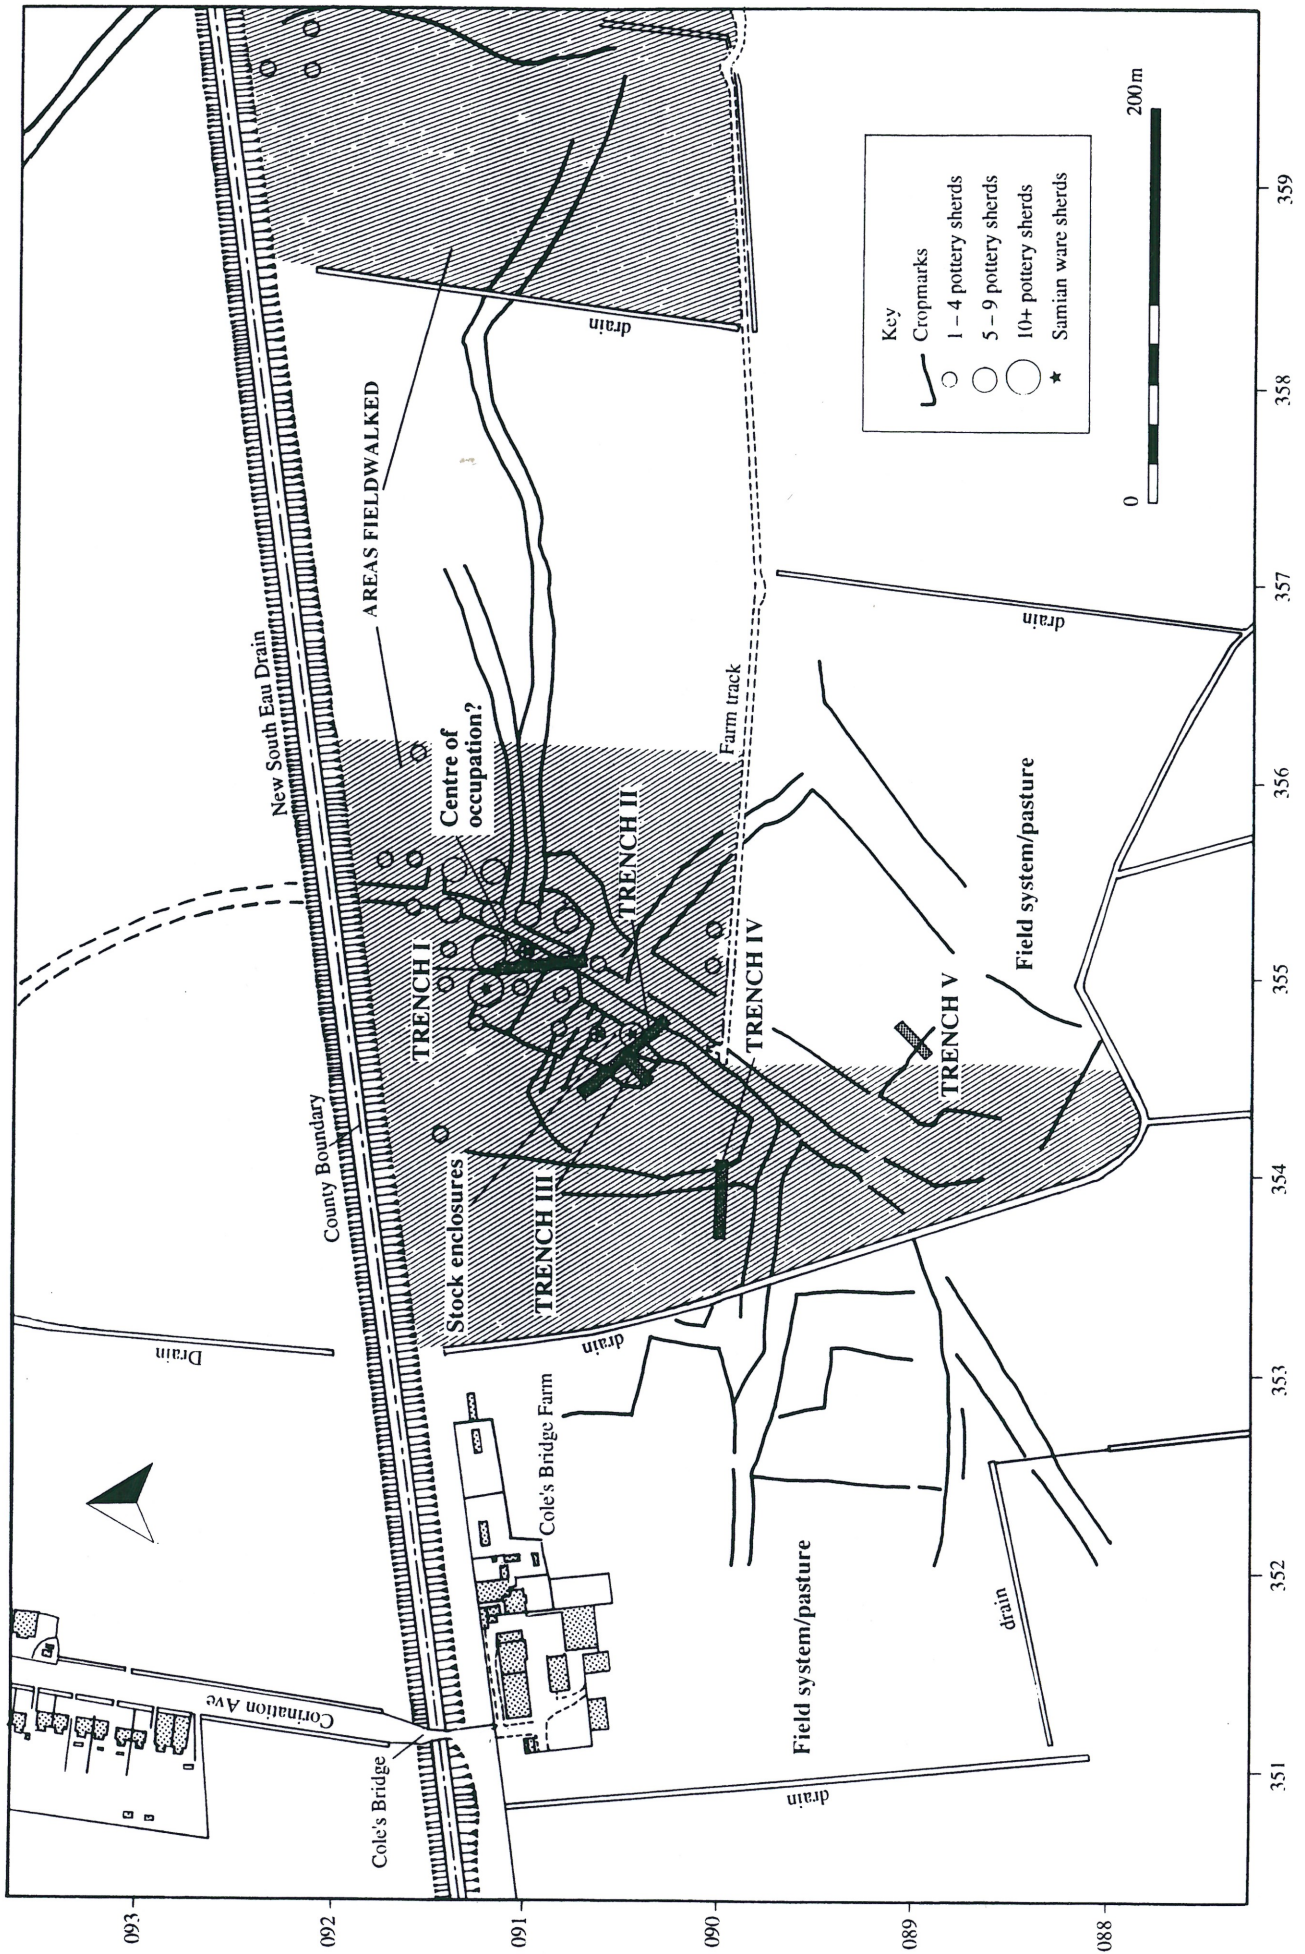 093
092
091
090
089
088
351
352
353
354
355
356
357
358
359
Corination Ave
Cole's Bridge
Cole's Bridge Farm
Drain
County Boundary
New South Eau Drain
AREAS FIELDWALKED
Centre of
occupation?
TRENCH I
TRENCH II
TRENCH III
TRENCH IV
TRENCH V
Stock enclosures
Farm track
Field system/pasture
Field system/pasture
drain
drain
drain
drain
drain
Key
Cropmarks
1 – 4 pottery sherds
5 – 9 pottery sherds
10+ pottery sherds
Samian ware sherds
0
200m